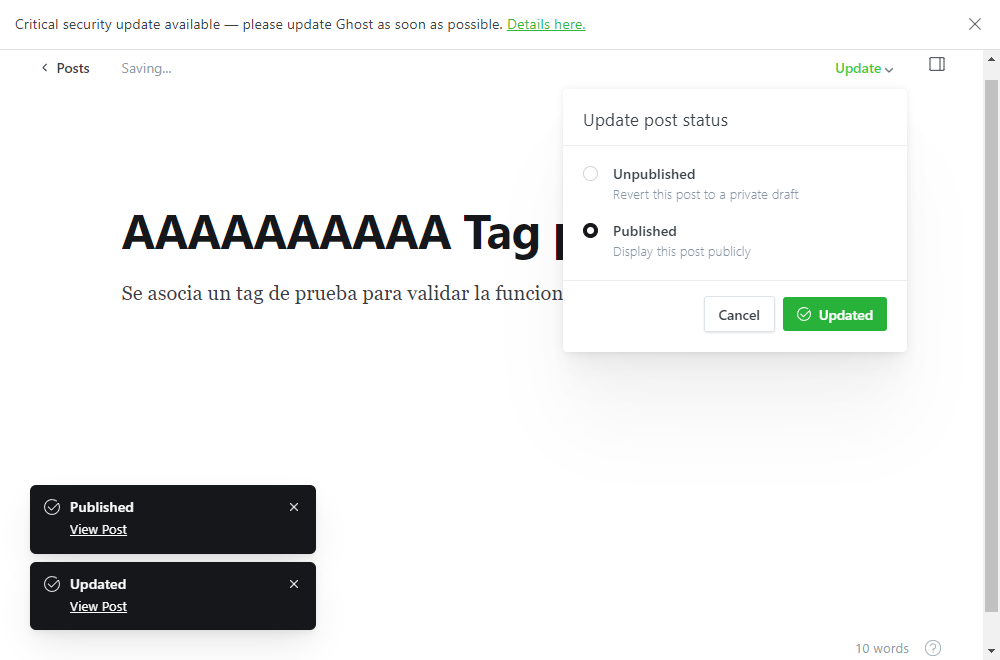 Critical security update available — please update Ghost as soon as possible. Details here.
Posts
Saving...
Update
Update post status
Unpublished
Revert this post to a private draft
Published
Display this post publicly
Cancel
Updated
AAAAAAAAAA Tag
Se asocia un tag de prueba para validar la funcion
Published
View Post
Updated
View Post
10 words
?